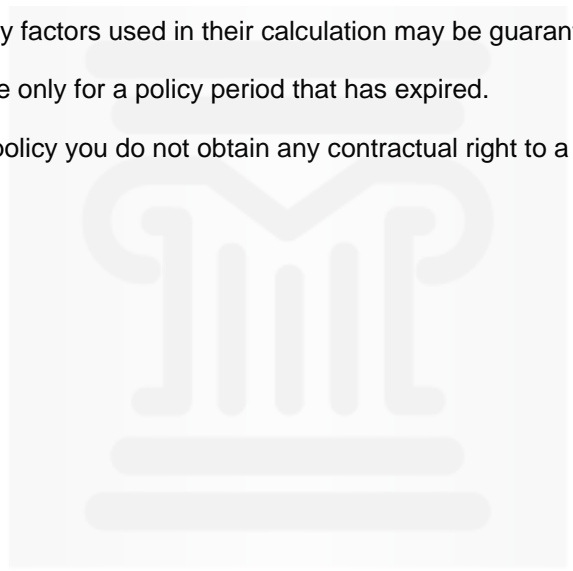 y factors used in their calculation may be guaran
e only for a policy period that has expired.
policy you do not obtain any contractual right to a